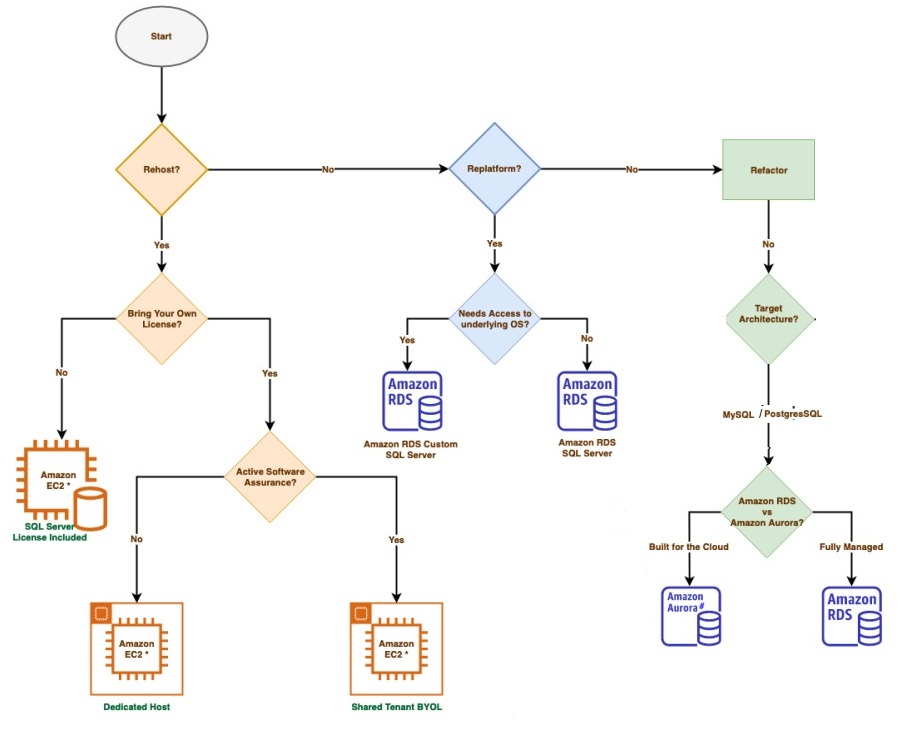 Start
Rehost?
No
Replatform?
No
Refactor
Yes
Yes
No
Bring Your Own
License?
Needs Access to
underlying OS?
Target
Architecture?
No
Yes
Yes
No
Amazon
RDS
Amazon RDS Custom
SQL Server
Amazon
RDS
Amazon RDS
SQL Server
MySQL / PostgresSQL
Amazon
EC2 *
SQL Server
License Included
Active Software
Assurance?
Amazon RDS
vs
Amazon Aurora?
No
Yes
Built for the Cloud
Fully Managed
Amazon
Aurora#
Amazon
RDS
Amazon
EC2 *
Dedicated Host
Amazon
EC2 *
Shared Tenant BYOL